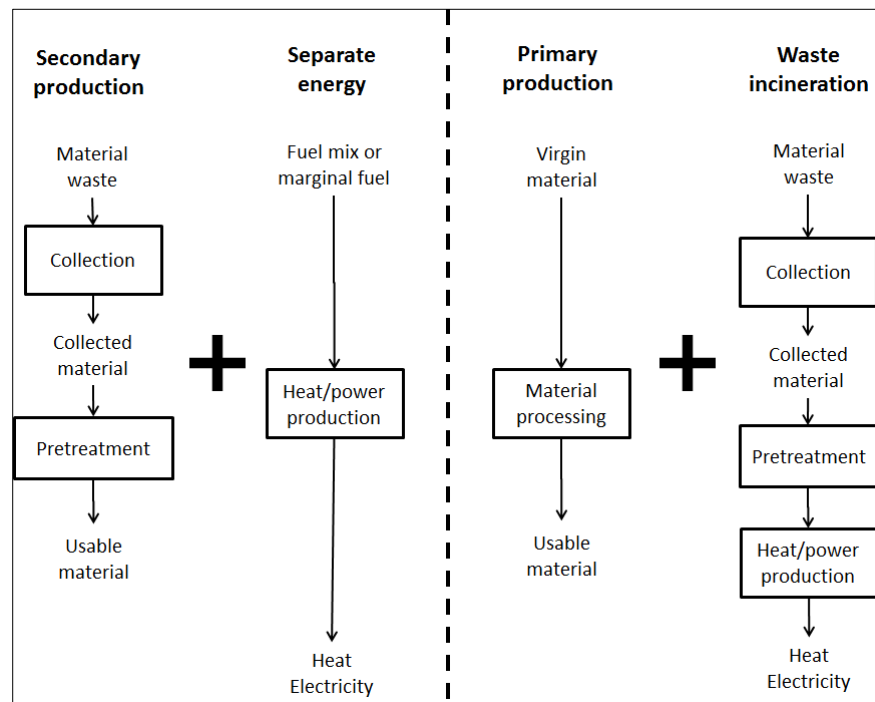 Secondary
production
Material
waste
Collection
Collected
material
Pretreatment
Usable
material
Separate
energy
Fuel mix or
marginal fuel
Heat/power
production
Heat
Electricity
Primary
production
Virgin
material
Material
processing
Usable
material
Waste
incineration
Material
waste
Collection
Collected
material
Pretreatment
Heat/power
production
Heat
Electricity